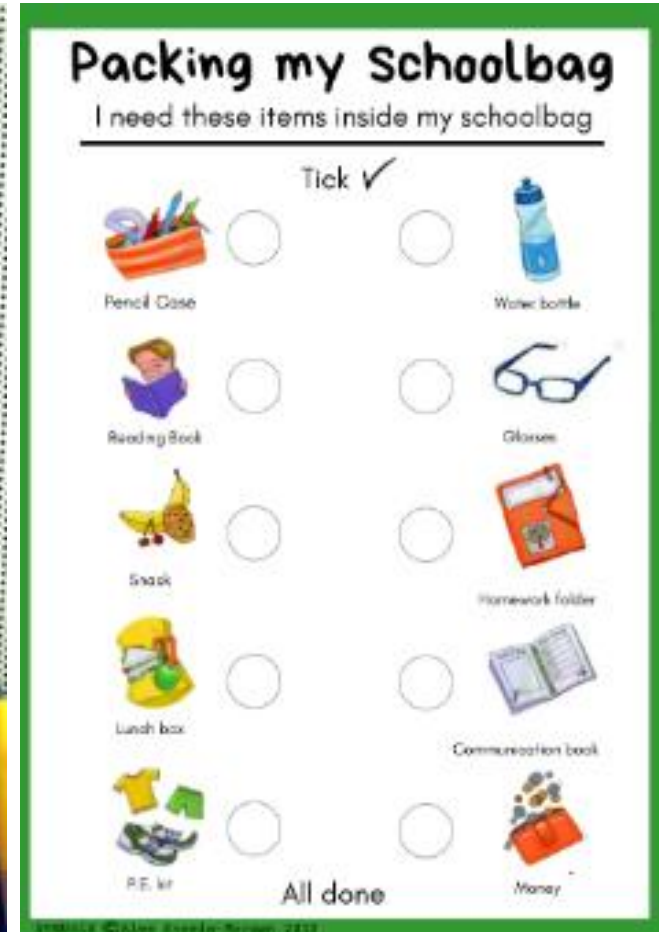 Packing my Schoolbag
I need these items inside my schoolbag
Tick ✓
Pencil Case
Water bottle
Reading Book
Glasses
Snack
Homework folder
Lunch box
Communication book
P.E. kit
Money
All done